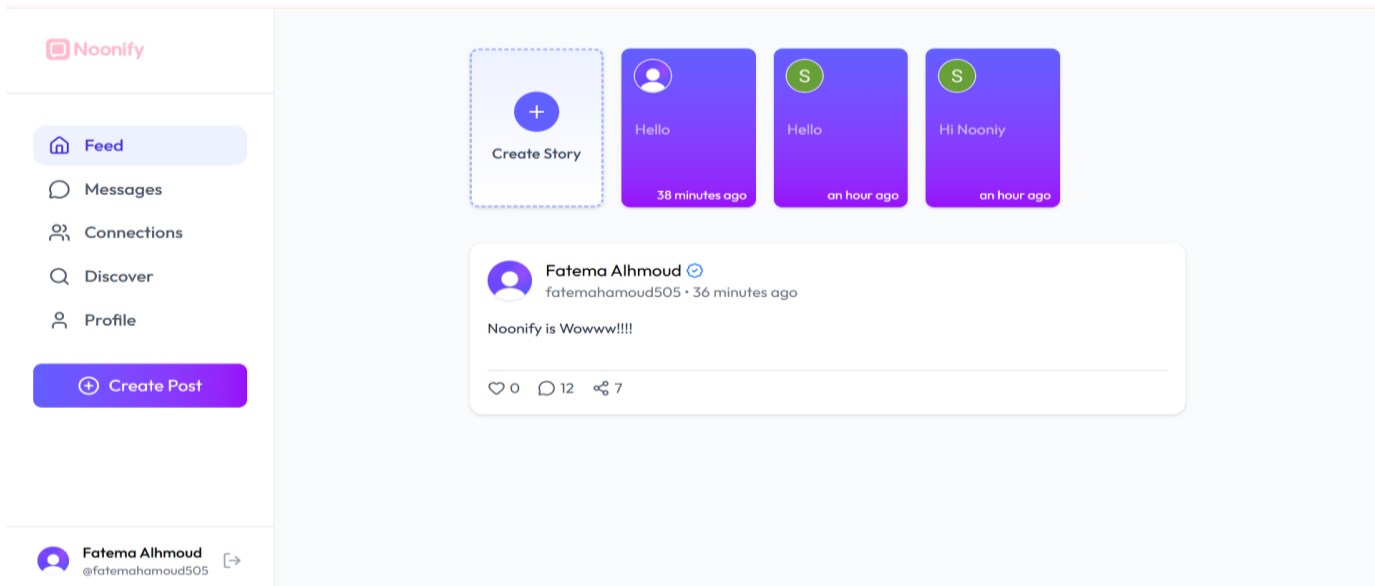 Noonify
Feed
Messages
Connections
Discover
Profile
Create Post
Fatema Alhmoud
@fatemahamoud505
Create Story
Hello
38 minutes ago
S
Hello
an hour ago
S
Hi Nooniy
an hour ago
Fatema Alhmoud
fatemahamoud505 • 36 minutes ago
Noonify is Wowww!!!!
0 12 7